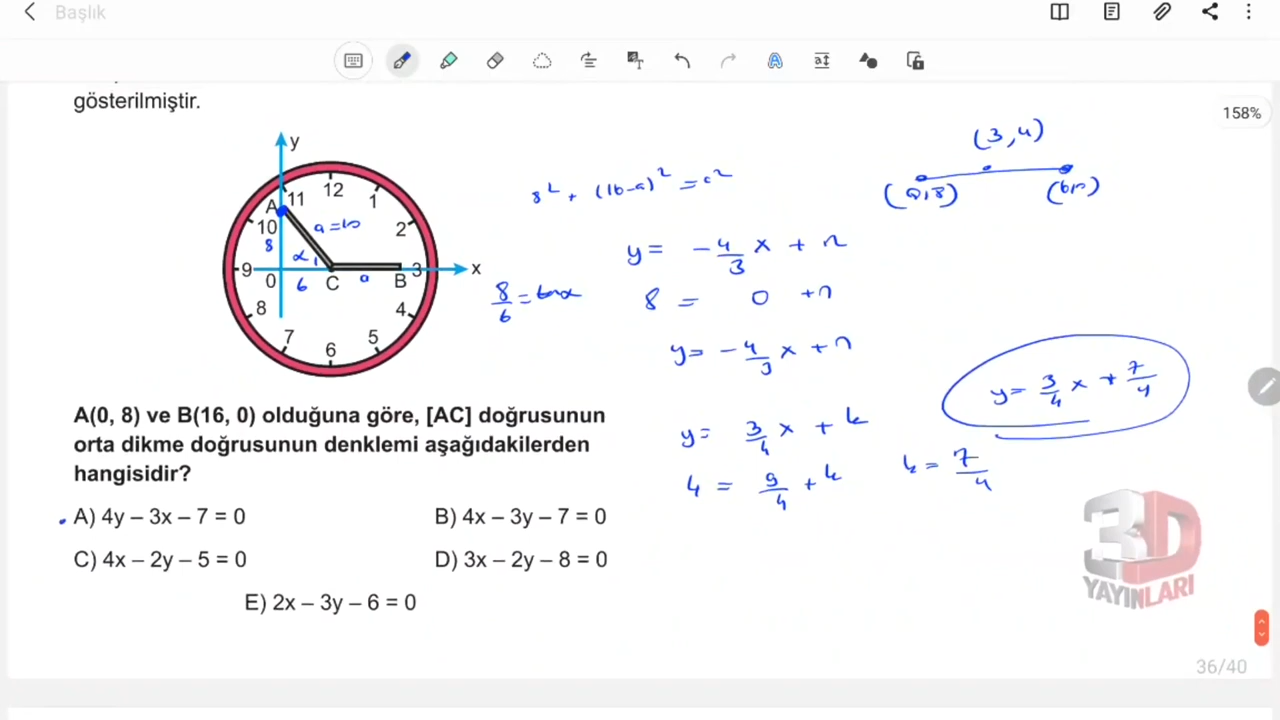 Başlık
gösterilmiştir.
158%
y
12
11
1
A
10
a = 10
2
8
α
9
3
x
0
6
C
a
B
8
4
7
5
6
8² + (16-a)² = a²
(3,4)
(0,8)
(6,0)
y = -4/3 x + n
8/6 = tanα
8 = 0 + n
y = -4/3 x + n
y = 3/4 x + 7/4
y = 3/4 x + k
4 = 9/4 + k
k = 7/4
A(0, 8) ve B(16, 0) olduğuna göre, [AC] doğrusunun
orta dikme doğrusunun denklemi aşağıdakilerden
hangisidir?
A) 4y – 3x – 7 = 0
B) 4x – 3y – 7 = 0
C) 4x – 2y – 5 = 0
D) 3x – 2y – 8 = 0
E) 2x – 3y – 6 = 0
3D
YAYINLARI
36/40